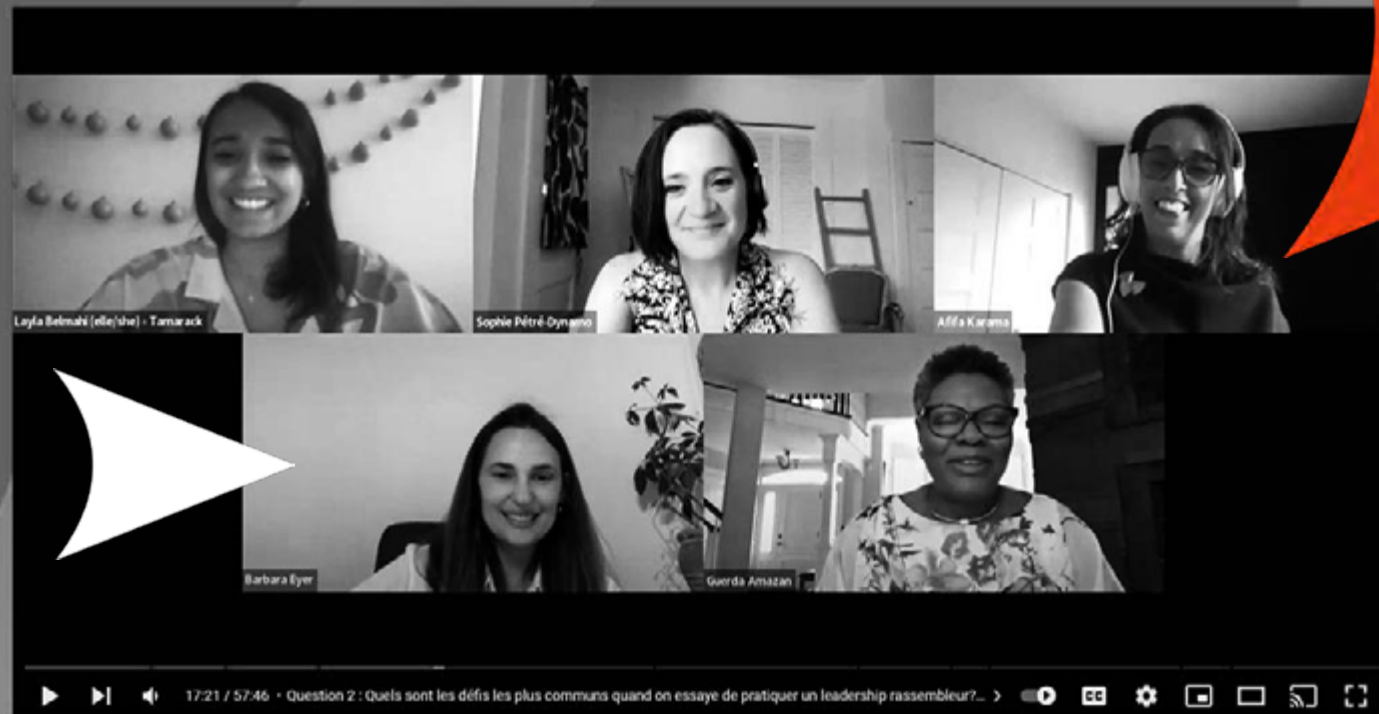 Layla Belmahi (elle/she) - Tamarack
Sophie Pétré-Dynamo
Afifa Karama
Barbara Eyer
Guerda Amazan
17:21 / 57:46 • Question 2 : Quels sont les défis les plus communs quand on essaye de pratiquer un leadership rassembleur?...
CC